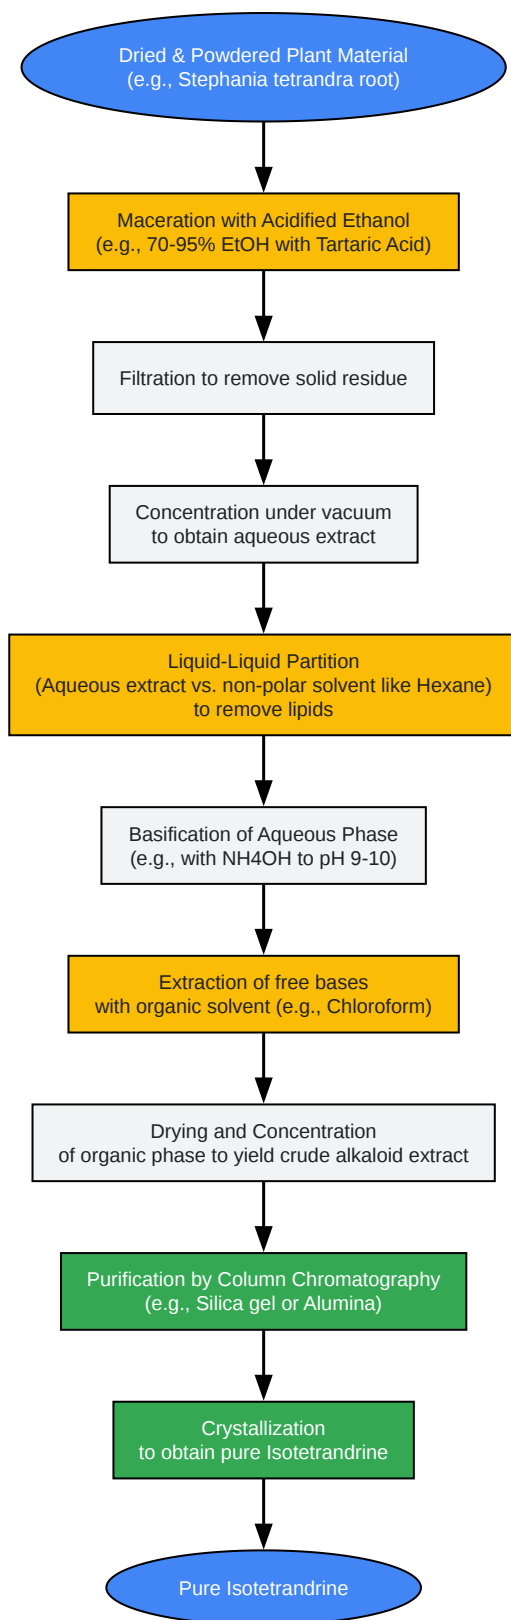 Dried & Powdered Plant Material
(e.g., Stephania tetrandra root)
Maceration with Acidified Ethanol
(e.g., 70-95% EtOH with Tartaric Acid)
Filtration to remove solid residue
Concentration under vacuum
to obtain aqueous extract
Liquid-Liquid Partition
(Aqueous extract vs. non-polar solvent like Hexane)
to remove lipids
Basification of Aqueous Phase
(e.g., with NH4OH to pH 9-10)
Extraction of free bases
with organic solvent (e.g., Chloroform)
Drying and Concentration
of organic phase to yield crude alkaloid extract
Purification by Column Chromatography
(e.g., Silica gel or Alumina)
Crystallization
to obtain pure Isotetrandrine
Pure Isotetrandrine